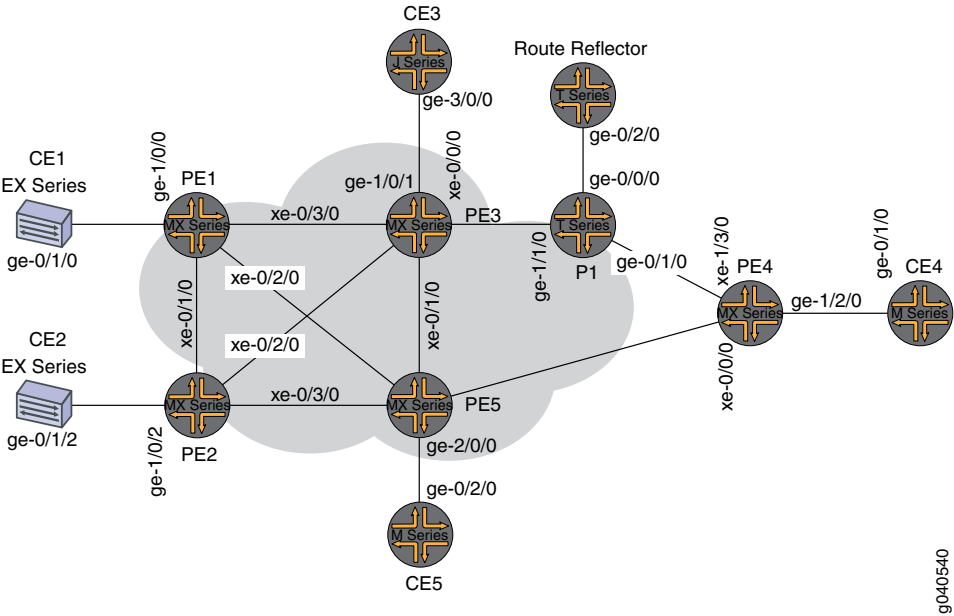 CE3
J Series
ge-3/0/0
Route Reflector
T Series
ge-0/2/0
CE1
EX Series
ge-0/1/0
ge-1/0/0
PE1
MX Series
xe-0/3/0
ge-1/0/1
xe-0/0/0
MX Series
PE3
ge-0/0/0
T Series
P1
ge-1/1/0
ge-0/1/0
xe-1/3/0
PE4
MX Series
xe-0/0/0
ge-1/2/0
ge-0/1/0
CE4
M Series
xe-0/1/0
xe-0/2/0
xe-0/2/0
xe-0/1/0
CE2
EX Series
ge-0/1/2
ge-1/0/2
MX Series
PE2
xe-0/3/0
MX Series
PE5
ge-2/0/0
ge-0/2/0
M Series
CE5
g040540